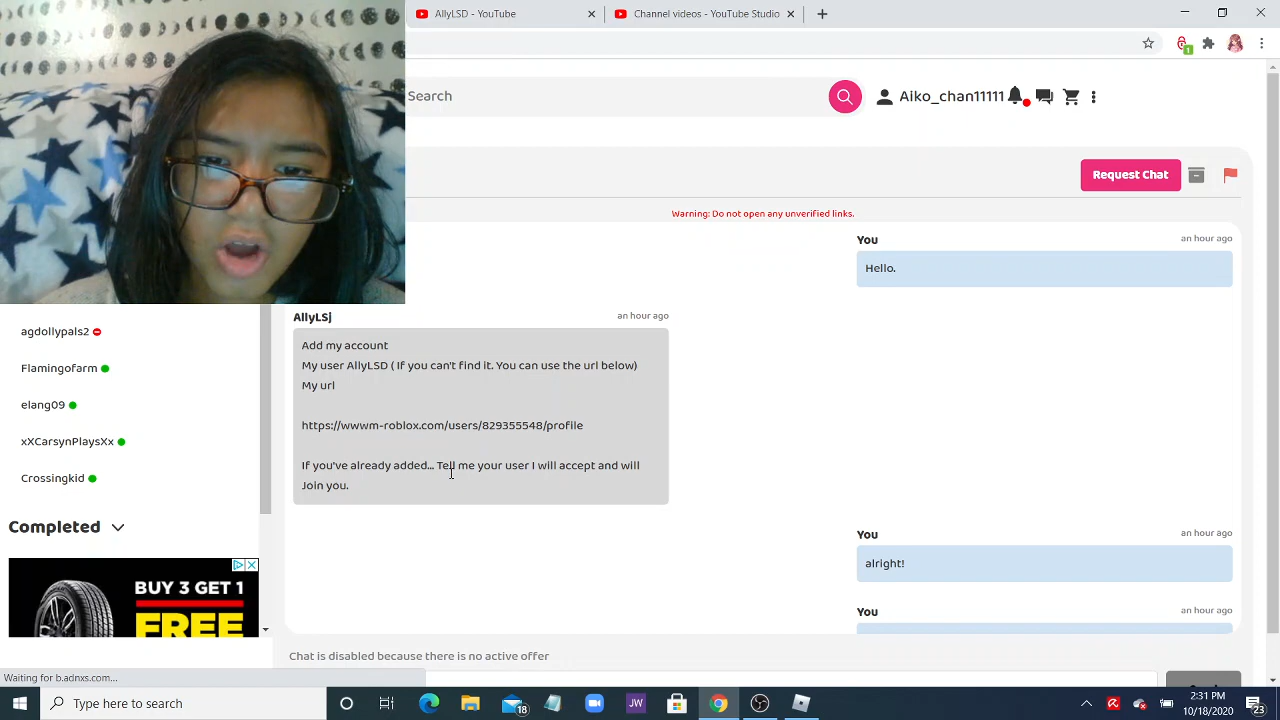 AllyLSD - YouTube
Channel videos - YouTube Studio
1
Search
Aiko_chan11111
Request Chat
Warning: Do not open any unverified links.
You
an hour ago
Hello.
AllyLSj
an hour ago
Add my account
My user AllyLSD ( If you can't find it. You can use the url below)
My url
https://wwwm-roblox.com/users/829355548/profile
If you've already added... Tell me your user I will accept and will
Join you.
You
an hour ago
alright!
You
an hour ago
agdollypals2
Flamingofarm
elang09
xXCarsynPlaysXx
Crossingkid
Completed
BUY 3 GET 1
FREE
Chat is disabled because there is no active offer
Waiting for b.adnxs.com...
Type here to search
18
JW
2:31 PM
10/18/2020
23